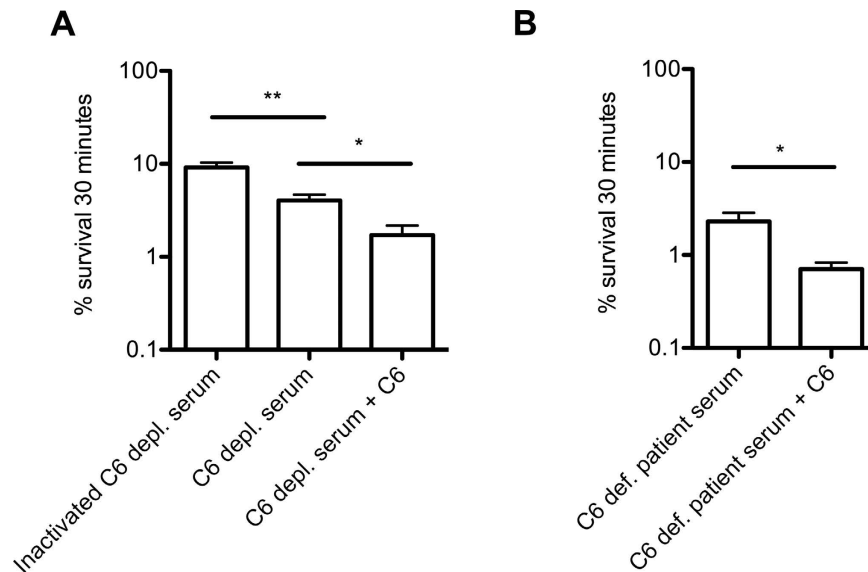 A
% survival 30 minutes
100
10
1
0.1
**
*
Inactivated C6 depl. serum
C6 depl. serum
C6 depl. serum + C6
B
% survival 30 minutes
100
10
1
0.1
*
C6 def. patient serum
C6 def. patient serum + C6